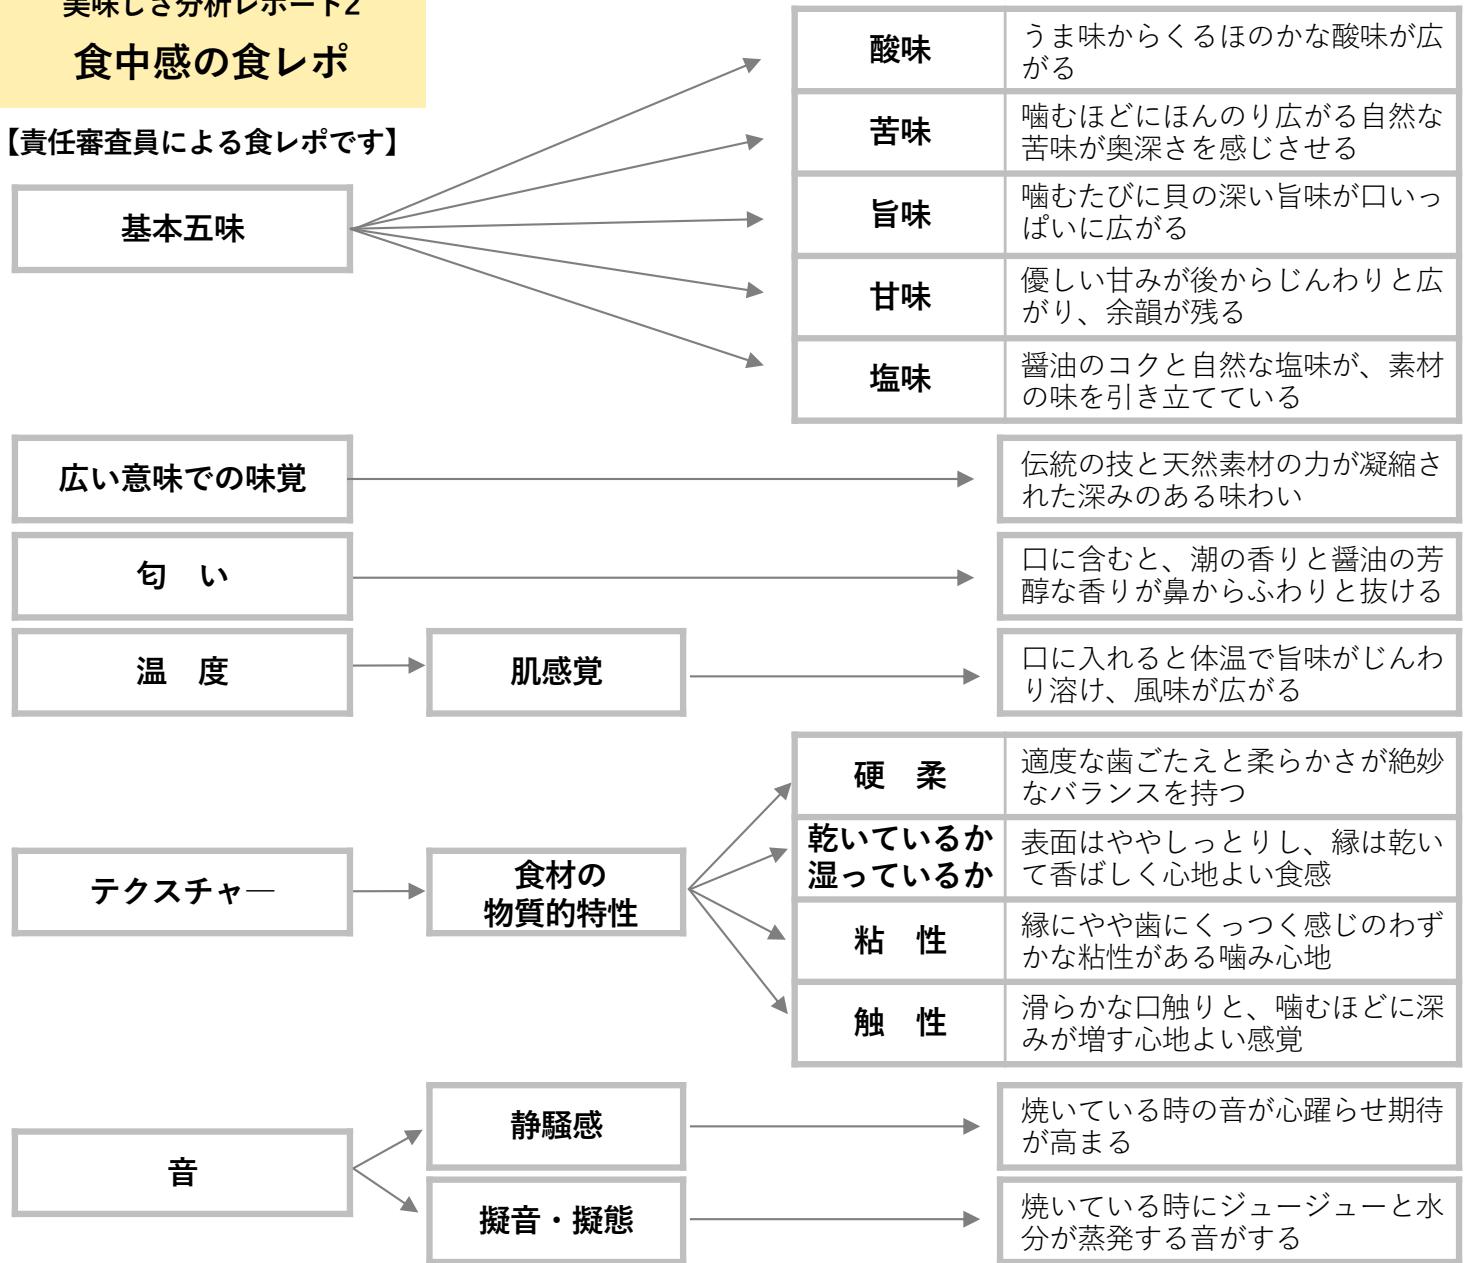 美味しさ分析レポート2
食中感の食レポ
【責任審査員による食レポです】
基本五味
酸味
うま味からくるほのかな酸味が広
がる
苦味
噛むほどにほんのり広がる自然な
苦味が奥深さを感じさせる
旨味
噛むたびに貝の深い旨味が口いっ
ぱいに広がる
甘味
優しい甘みが後からじんわりと広
がり、余韻が残る
塩味
醤油のコクと自然な塩味が、素材
の味を引き立てている
広い意味での味覚
伝統の技と天然素材の力が凝縮さ
れた深みのある味わい
匂　い
口に含むと、潮の香りと醤油の芳
醇な香りが鼻からふわりと抜ける
温　度
肌感覚
口に入れると体温で旨味がじんわ
り溶け、風味が広がる
テクスチャ―
食材の
物質的特性
硬　柔
適度な歯ごたえと柔らかさが絶妙
なバランスを持つ
乾いているか
湿っているか
表面はややしっとりし、縁は乾い
て香ばしく心地よい食感
粘　性
縁にやや歯にくっつく感じのわず
かな粘性がある噛み心地
触　性
滑らかな口触りと、噛むほどに深
みが増す心地よい感覚
音
静騒感
焼いている時の音が心躍らせ期待
が高まる
擬音・擬態
焼いている時にジュージューと水
分が蒸発する音がする